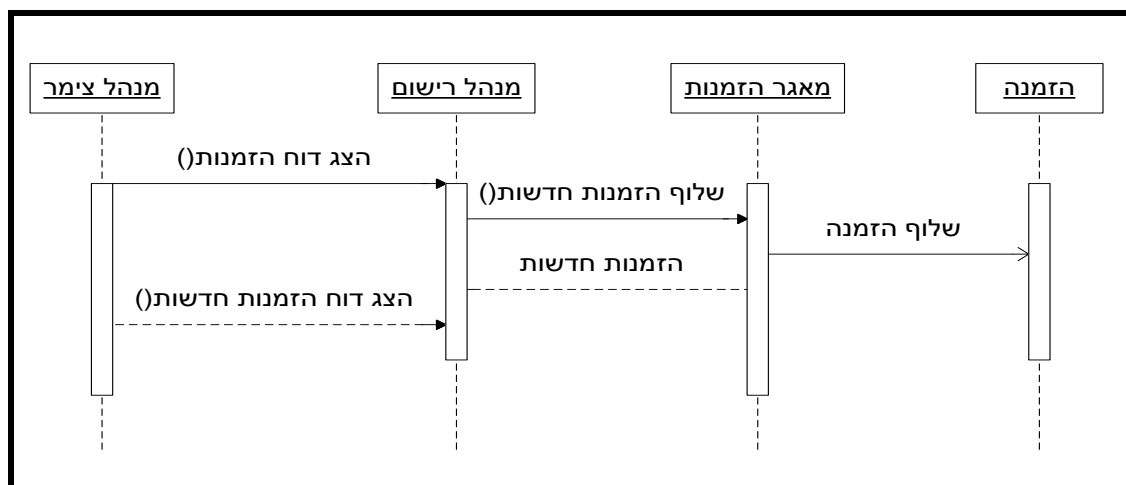 מנהל צימר
מנהל רישום
מאגר הזמנות
הזמנה
הצג דוח הזמנות()
שלוף הזמנות חדשות()
שלוף הזמנה
הזמנות חדשות
הצג דוח הזמנות חדשות()